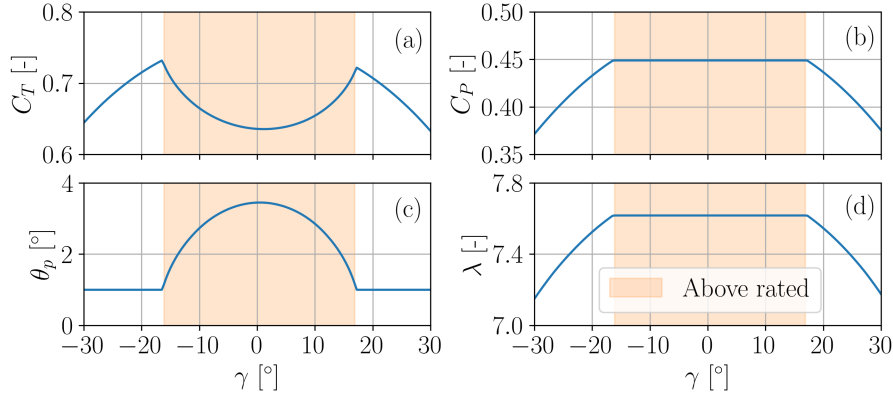 0.8
0.7
0.6
C_T [-]
(a)
0.55
0.45
0.40
0.35
C_P [-]
(b)
−30 −20 −10 0 10 20 30
4
2
0
θ_p [°]
(c)
γ [°]
7.8
7.4
7.0
λ [-]
(d)
Above rated
−30 −20 −10 0 10 20 30
γ [°]